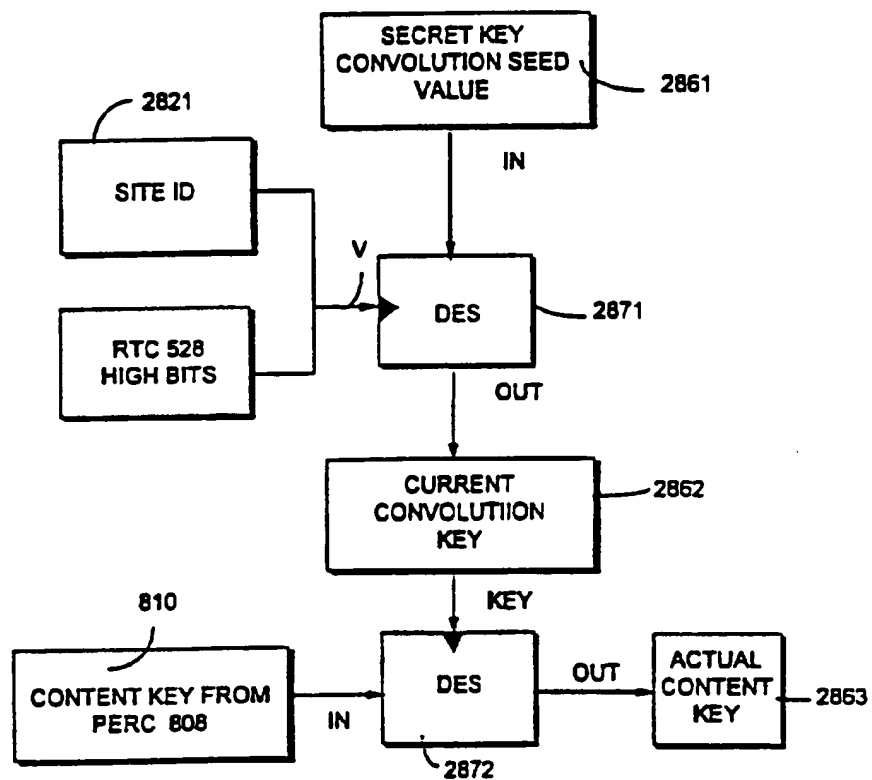 SECRET KEY
CONVOLUTION SEED
VALUE
2861
2821
IN
SITE ID
V
DES
2871
RTC 528
HIGH BITS
OUT
CURRENT
CONVOLUTIION
KEY
2862
KEY
810
CONTENT KEY FROM
PERC 808
IN
DES
OUT
ACTUAL
CONTENT
KEY
2863
2872